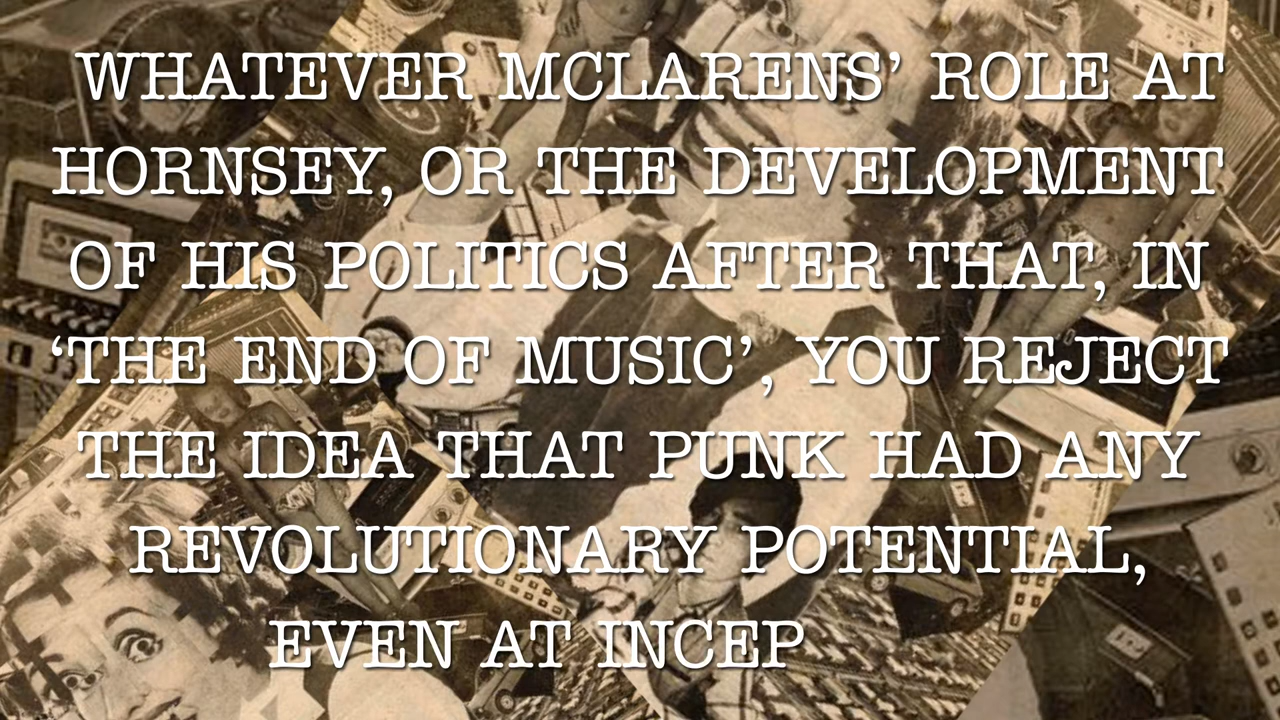 WHATEVER MCLARENS’ ROLE AT
HORNSEY, OR THE DEVELOPMENT
OF HIS POLITICS AFTER THAT, IN
‘THE END OF MUSIC’, YOU REJECT
THE IDEA THAT PUNK HAD ANY
REVOLUTIONARY POTENTIAL,
EVEN AT INCEP